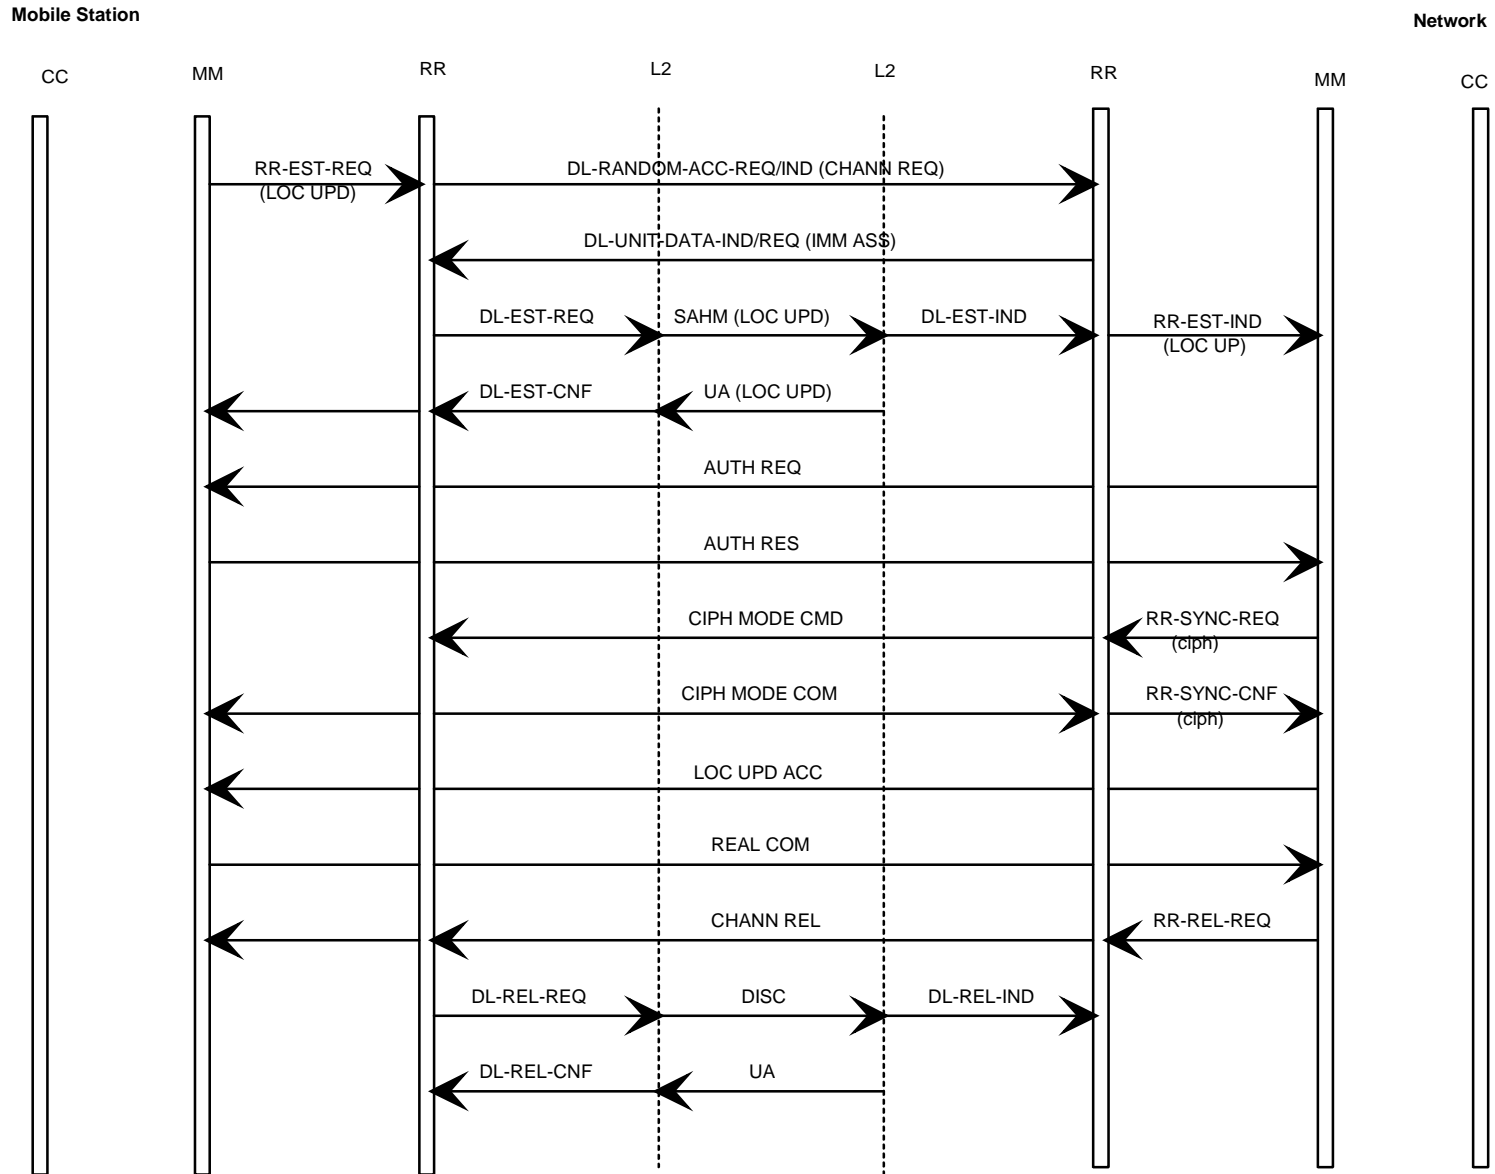 Mobile Station
Network
CC
MM
RR
L2
L2
RR
MM
CC
RR-EST-REQ
(LOC UPD)
DL-RANDOM-ACC-REQ/IND (CHANN REQ)
DL-UNIT-DATA-IND/REQ (IMM ASS)
DL-EST-REQ
SAHM (LOC UPD)
DL-EST-IND
RR-EST-IND
(LOC UP)
DL-EST-CNF
UA (LOC UPD)
AUTH REQ
AUTH RES
CIPH MODE CMD
RR-SYNC-REQ
(ciph)
CIPH MODE COM
RR-SYNC-CNF
(ciph)
LOC UPD ACC
REAL COM
CHANN REL
RR-REL-REQ
DL-REL-REQ
DISC
DL-REL-IND
DL-REL-CNF
UA